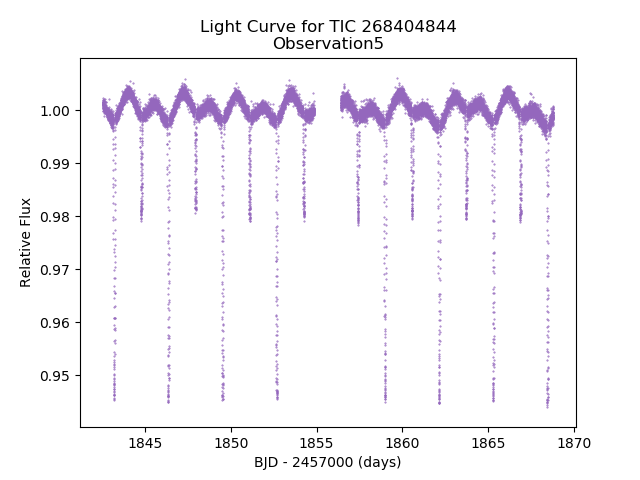 Light Curve for TIC 268404844
Observation5
1.00
0.99
0.98
0.97
0.96
0.95
Relative Flux
1845 1850 1855 1860 1865 1870
BJD - 2457000 (days)